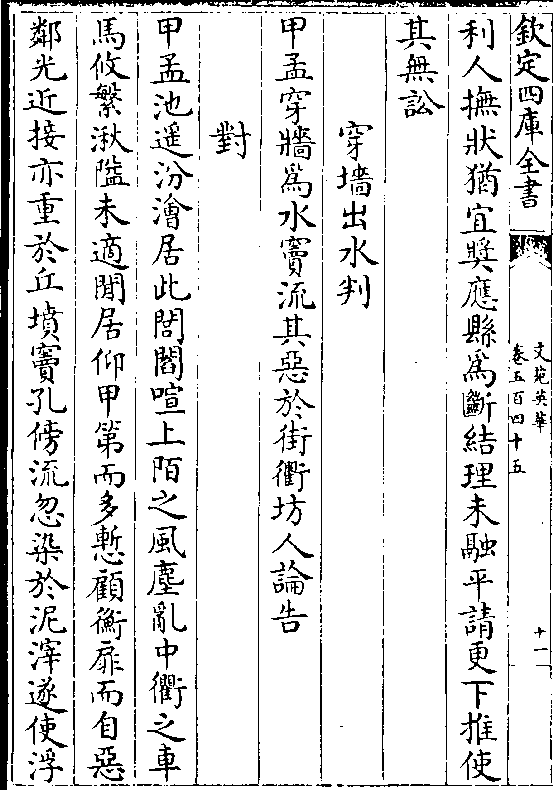 欽定四庫全書
文苑英華
卷五百四十五
十一
利人撫狀猶宜奬應縣爲斷結理未融平請更下推使
其無訟
穿墻出水判
甲孟穿牆爲水竇流其惡於街衢坊人論告
對
甲孟池遥汾澮居此閭閻喧上陌之風塵亂中衢之車
馬攸繁湫隘未適閒居仰甲第而多慙顧衡扉而自惡
鄰光近接亦重於丘墳竇孔傍流忽染於泥滓遂使浮